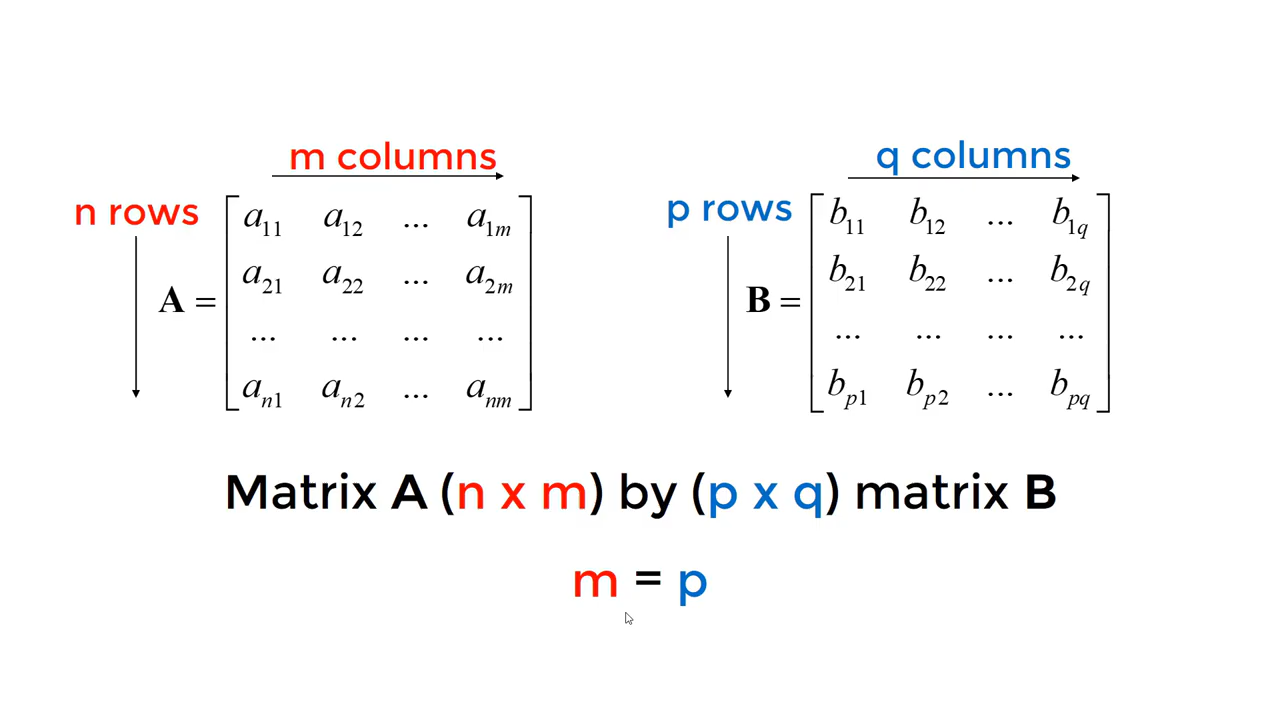 m columns
n rows
A = [ a11 a12 ... a1m
a21 a22 ... a2m
... ... ... ...
an1 an2 ... anm ]
q columns
p rows
B = [ b11 b12 ... b1q
b21 b22 ... b2q
... ... ... ...
bp1 bp2 ... bpq ]
Matrix A (n x m) by (p x q) matrix B
m = p